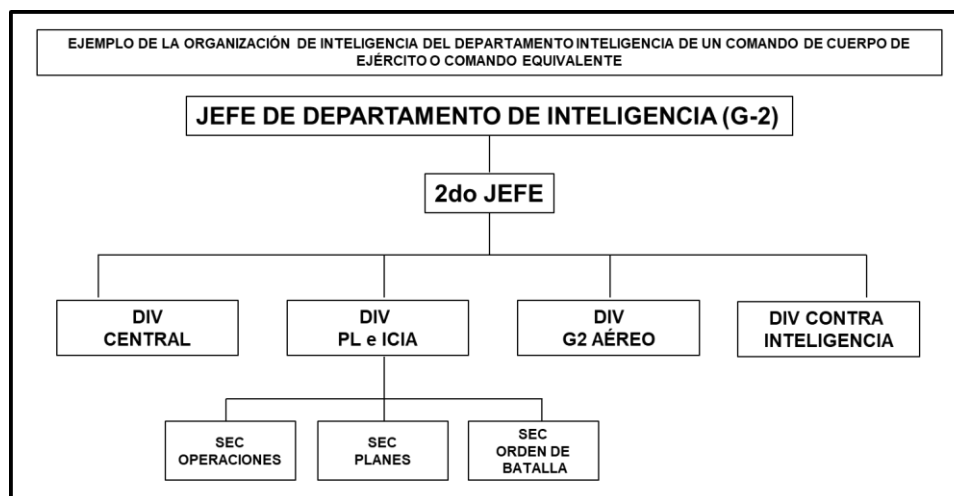 EJEMPLO DE LA ORGANIZACIÓN DE INTELIGENCIA DEL DEPARTAMENTO INTELIGENCIA DE UN COMANDO DE CUERPO DE
EJÉRCITO O COMANDO EQUIVALENTE
JEFE DE DEPARTAMENTO DE INTELIGENCIA (G-2)
2do JEFE
DIV
CENTRAL
DIV
PL e ICIA
DIV
G2 AÉREO
DIV CONTRA
INTELIGENCIA
SEC
OPERACIONES
SEC
PLANES
SEC
ORDEN DE
BATALLA